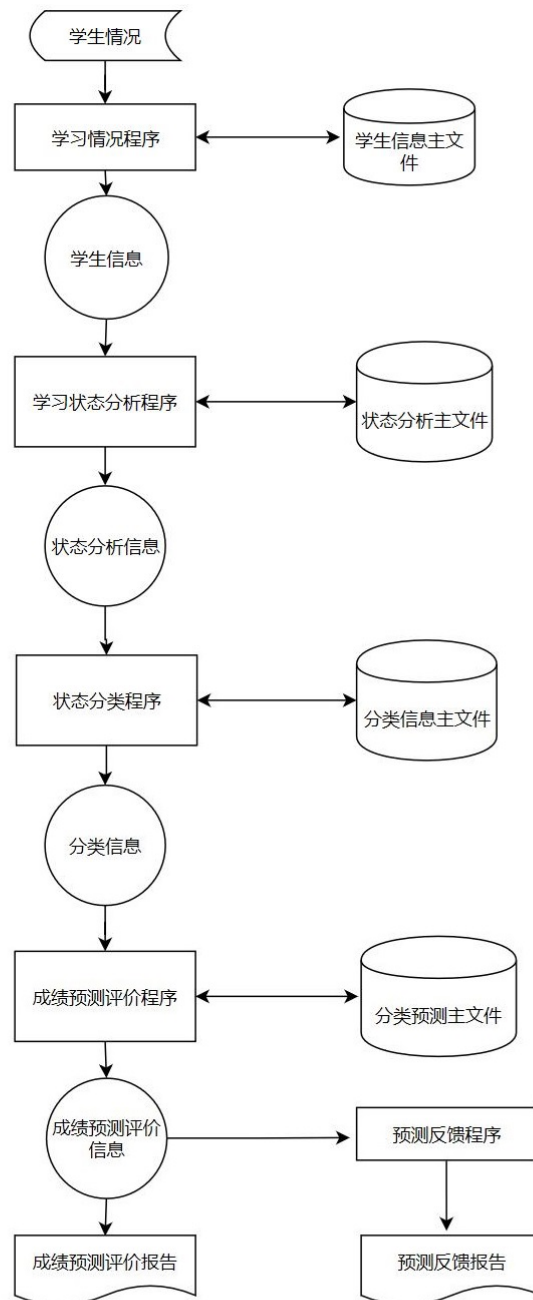 学生情况
学习情况程序
学生信息主文
件
学生信息
学习状态分析程序
状态分析主文件
状态分析信息
状态分类程序
分类信息主文件
分类信息
成绩预测评价程序
分类预测主文件
成绩预测评价
信息
预测反馈程序
成绩预测评价报告
预测反馈报告